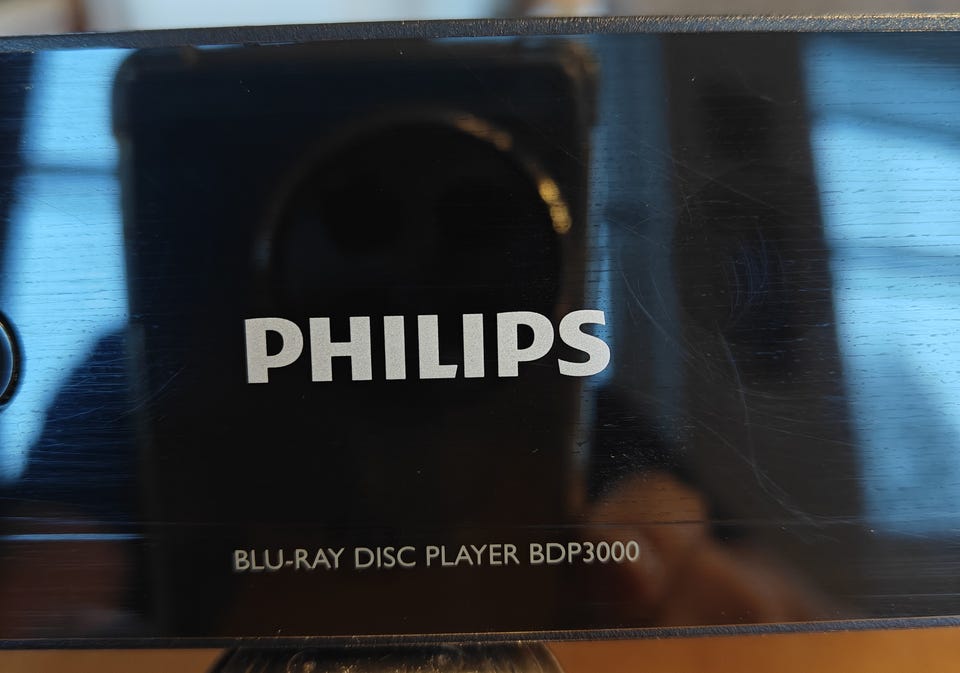 PHILIPS
BLU-RAY DISC PLAYER BDP3000